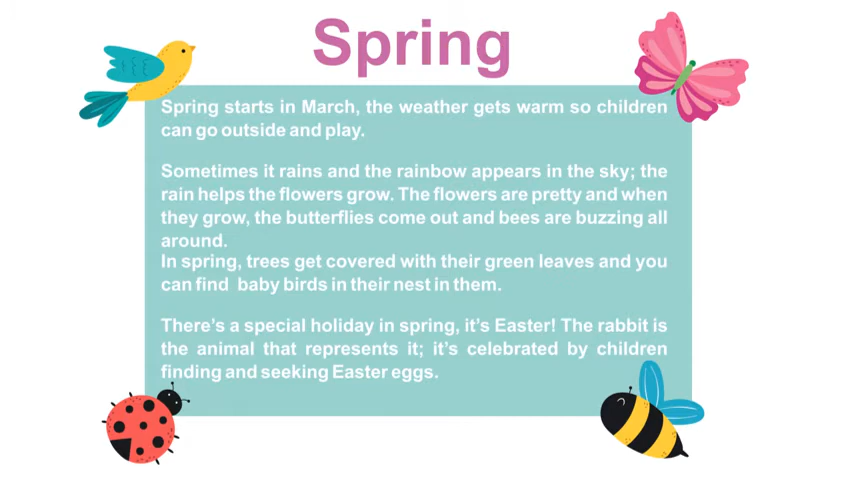 Spring
Spring starts in March, the weather gets warm so children
can go outside and play.
Sometimes it rains and the rainbow appears in the sky; the
rain helps the flowers grow. The flowers are pretty and when
they grow, the butterflies come out and bees are buzzing all
around.
In spring, trees get covered with their green leaves and you
can find  baby birds in their nest in them.
There's a special holiday in spring, it's Easter! The rabbit is
the animal that represents it; it's celebrated by children
finding and seeking Easter eggs.